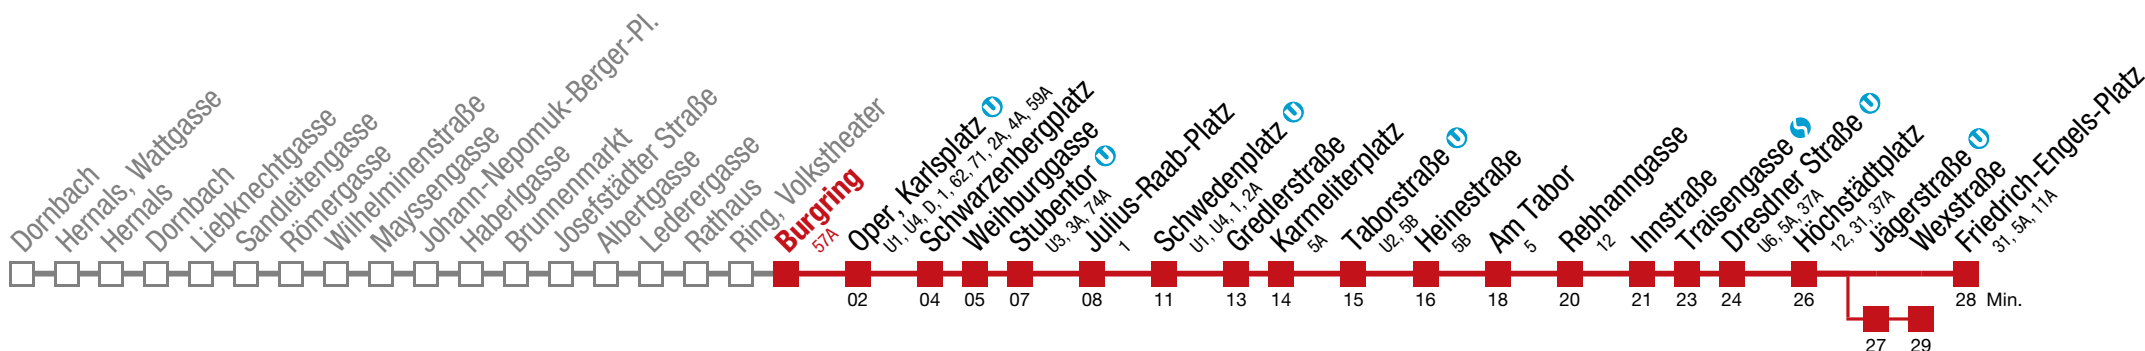 Dornbach
Hernals, Wattgasse
Hernals
Dornbach
Liebknechtgasse
Sandleitengasse
Römergasse
Wilhelminenstraße
Mayssengasse
Johann-Nepomuk-Berger-Pl.
Haberlgasse
Brunnenmarkt
Josefstädter Straße
Albertgasse
Lederergasse
Rathaus
Ring, Volkstheater
Burgring
57A
Oper, Karlsplatz U
U1, U4, D, 1, 62, 71, 2A, 4A, 59A
Schwarzenbergplatz
Weihburggasse
Stubentor U
U3, 3A, 74A
Julius-Raab-Platz
1
Schwedenplatz U
U1, U4, 1, 2A
Gredlerstraße
Karmeliterplatz
5A
Taborstraße U
U2, 5B
Heinestraße
5B
Am Tabor
5
Rebhanngasse
12
Innstraße
Traisengasse S
Dresdner Straße U
U6, 5A, 37A
Höchstädtplatz
12, 31, 37A
Jägerstraße U
Wexstraße
Friedrich-Engels-Platz
31, 5A, 11A
02 04 05 07 08 11 13 14 15 16 18 20 21 23 24 26 28 Min.
27 29